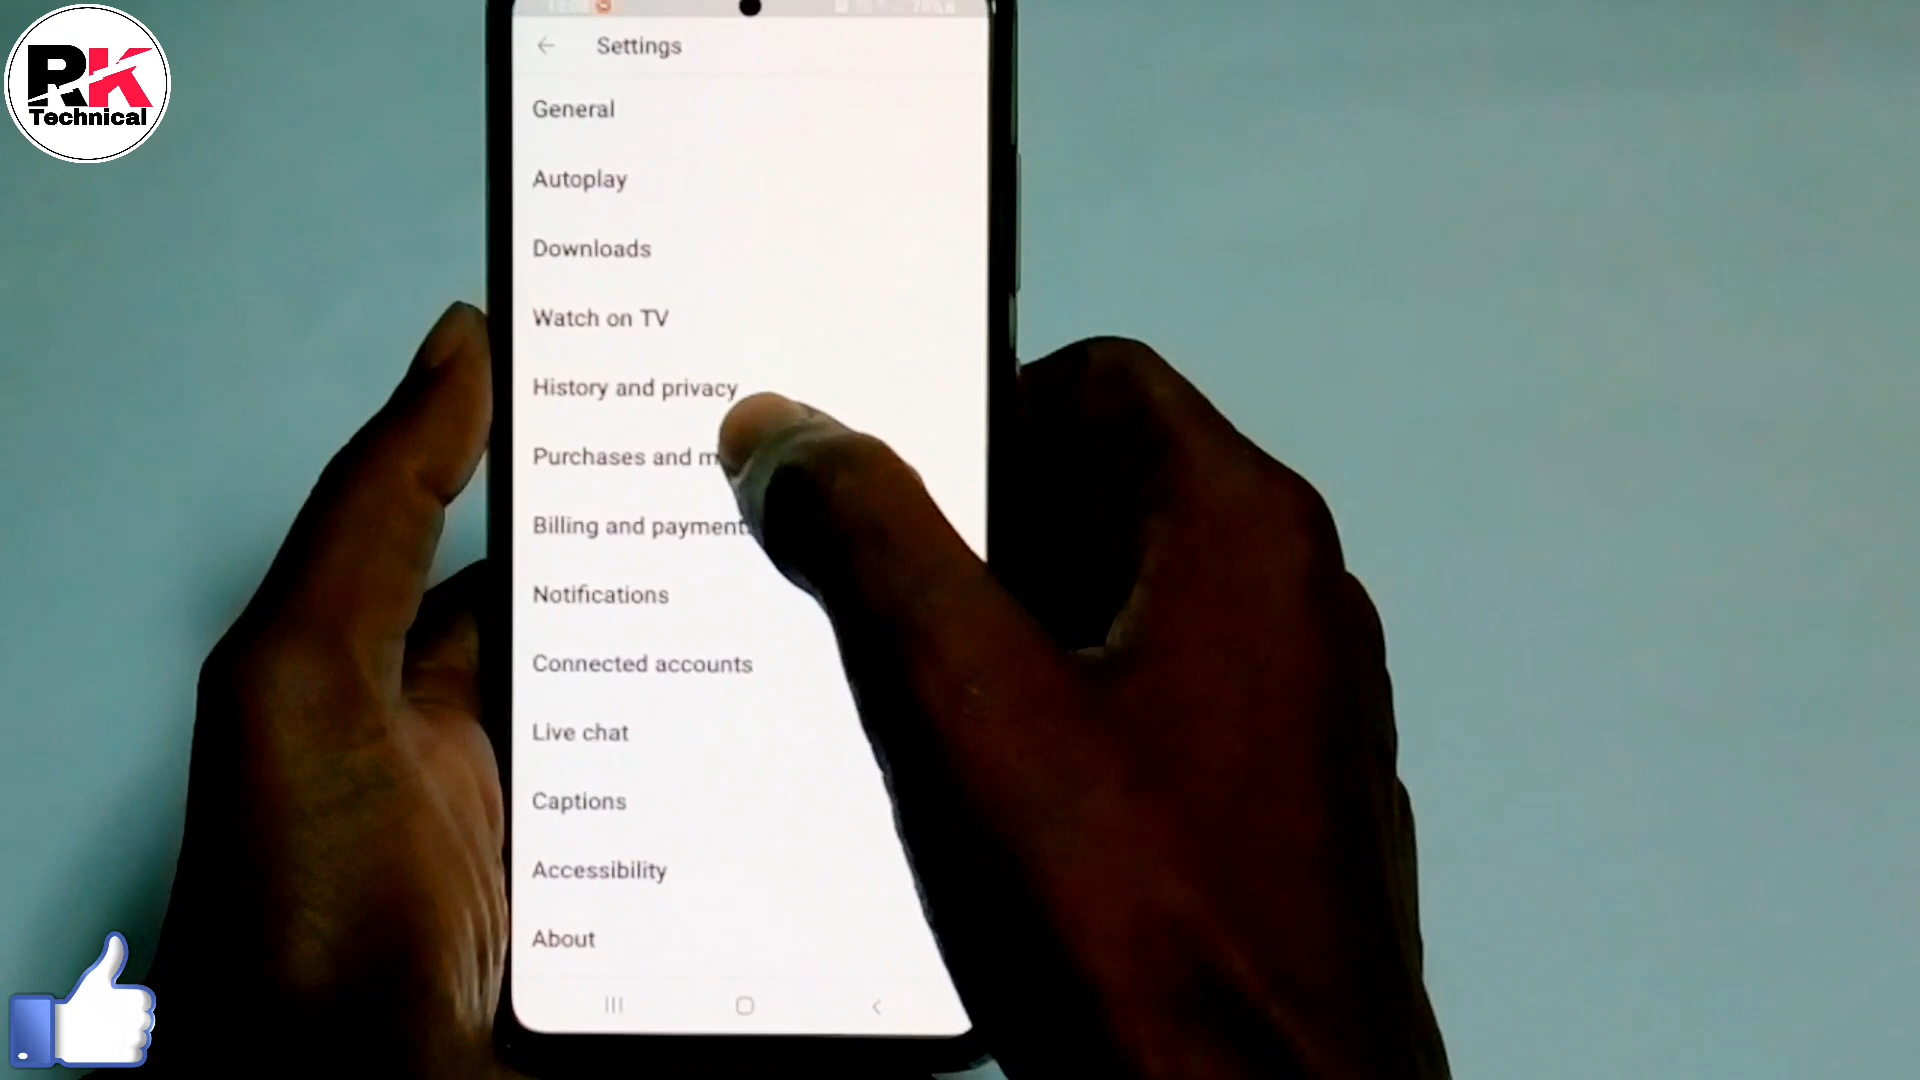 RK
Technical
Settings
General
Autoplay
Downloads
Watch on TV
History and privacy
Purchases and m
Billing and payment
Notifications
Connected accounts
Live chat
Captions
Accessibility
About